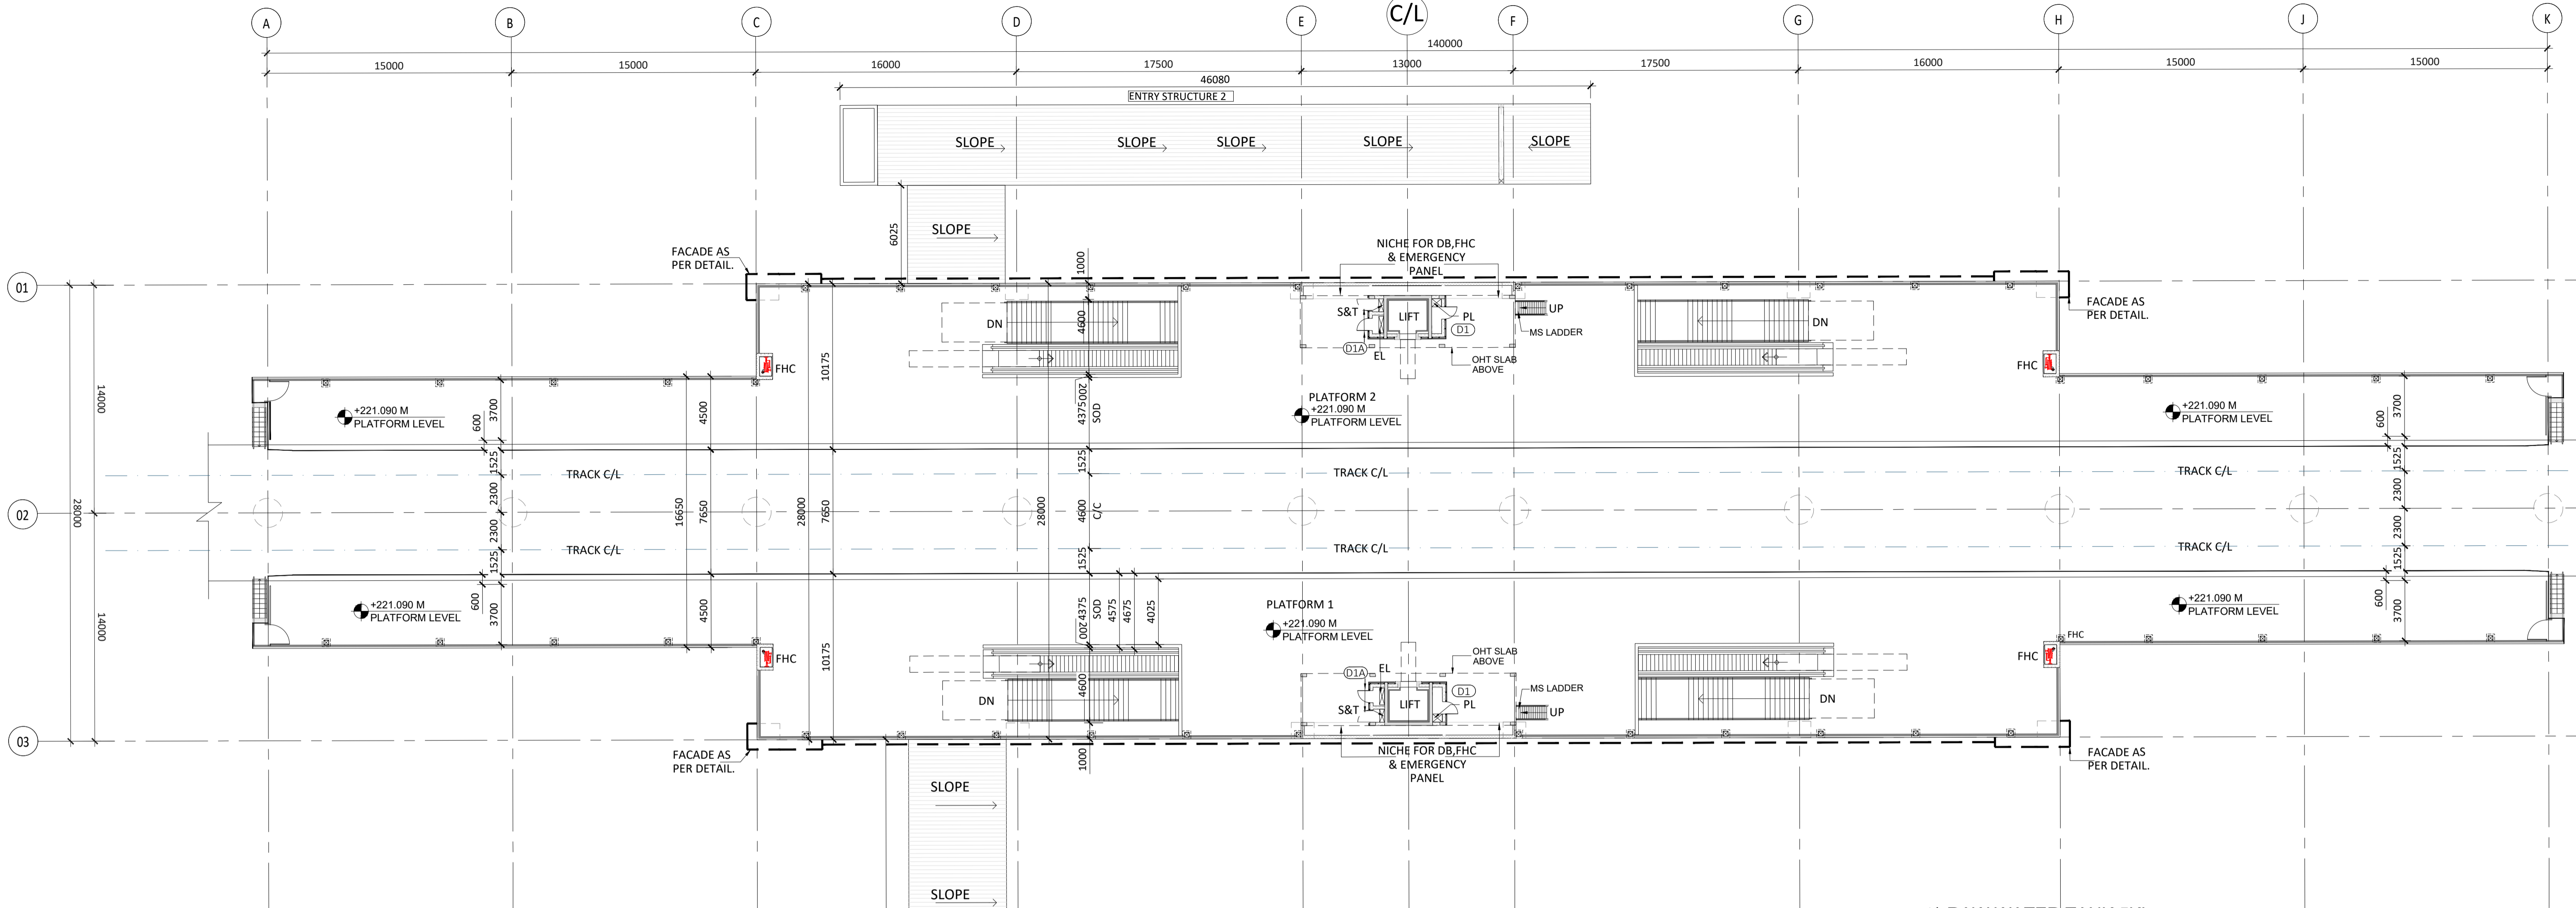 A
B
C
D
E
C/L
F
G
H
J
K
140000
15000
15000
16000
17500
13000
17500
16000
15000
15000
46080
ENTRY STRUCTURE 2
SLOPE
SLOPE
SLOPE
SLOPE
SLOPE
SLOPE
6025
FACADE AS
PER DETAIL.
NICHE FOR DB,FHC
& EMERGENCY
PANEL
1000
01
FACADE AS
PER DETAIL.
DN
4600
S&T
LIFT
PL
D1
UP
MS LADDER
DN
D1A
EL
OHT SLAB
ABOVE
FHC
10175
FHC
14000
200
4375
SOD
PLATFORM 2
+221.090 M
PLATFORM LEVEL
+221.090 M
PLATFORM LEVEL
+221.090 M
PLATFORM LEVEL
609
3700
4500
609
3700
1525
1525
1525
TRACK C/L
TRACK C/L
TRACK C/L
2300
2300
28000
02
16650
7650
28000
7650
28000
4600
C/C
2300
2300
TRACK C/L
TRACK C/L
TRACK C/L
1525
1525
1525
609
3700
4500
4375
SOD
200
4575
4675
4025
609
3700
+221.090 M
PLATFORM LEVEL
PLATFORM 1
+221.090 M
PLATFORM LEVEL
+221.090 M
PLATFORM LEVEL
14000
10175
FHC
FHC
FHC
OHT SLAB
ABOVE
D1A
EL
4600
DN
S&T
LIFT
D1
PL
MS LADDER
UP
DN
03
FACADE AS
PER DETAIL.
1000
NICHE FOR DB,FHC
& EMERGENCY
PANEL
FACADE AS
PER DETAIL.
SLOPE
SLOPE